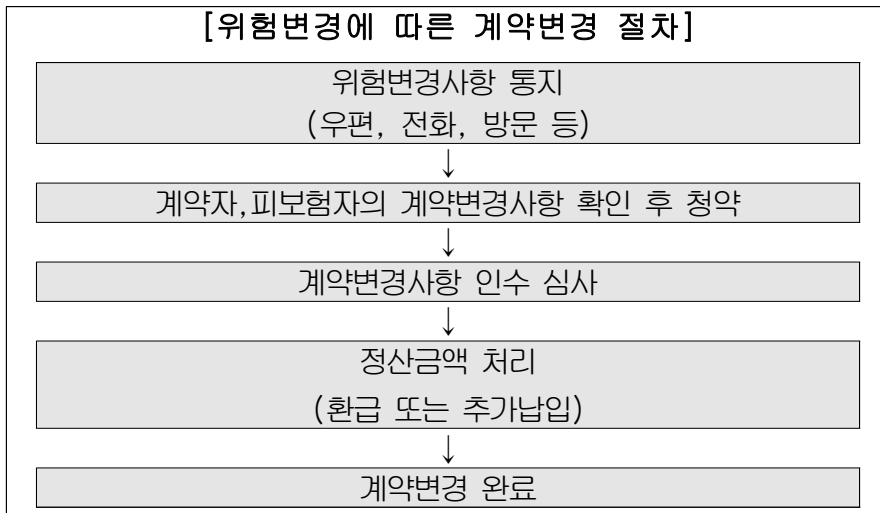 [위험변경에 따른 계약변경 절차]
위험변경사항 통지
(우편, 전화, 방문 등)
↓
계약자,피보험자의 계약변경사항 확인 후 청약
↓
계약변경사항 인수 심사
↓
정산금액 처리
(환급 또는 추가납입)
↓
계약변경 완료